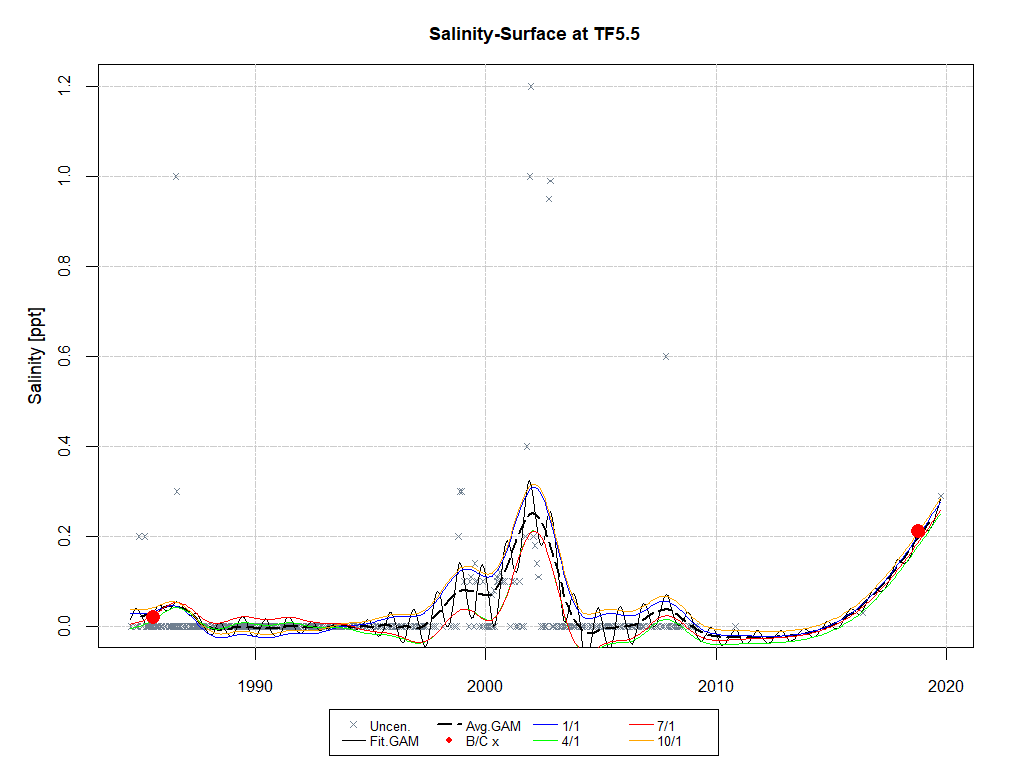 Salinity-Surface at TF5.5
Salinity [ppt]
1.2
1.0
0.8
0.6
0.4
0.2
0.0
1990 2000 2010 2020
Uncen. Avg.GAM 1/1 7/1
Fit.GAM B/C x 4/1 10/1